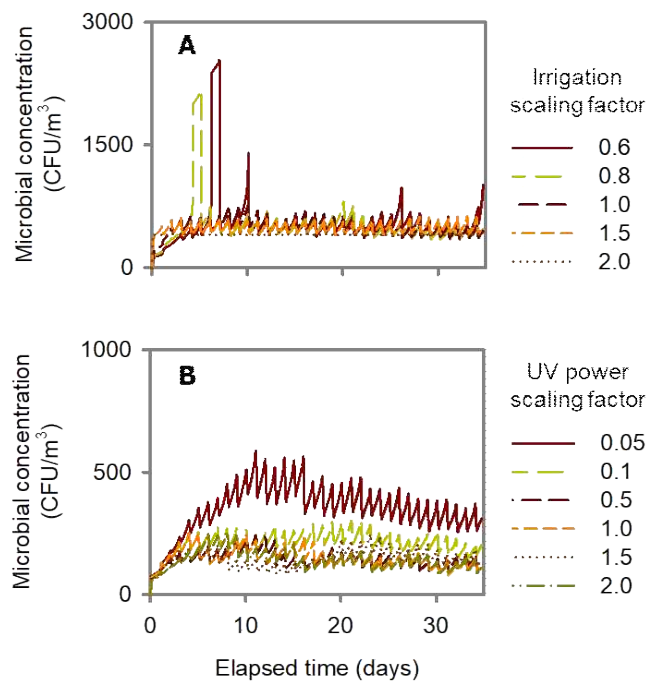 3000
1500
0
A
Microbial concentration
(CFU/m³)
Irrigation
scaling factor
0.6
0.8
1.0
1.5
2.0
1000
500
0
B
Microbial concentration
(CFU/m³)
0
10
20
30
Elapsed time (days)
UV power
scaling factor
0.05
0.1
0.5
1.0
1.5
2.0